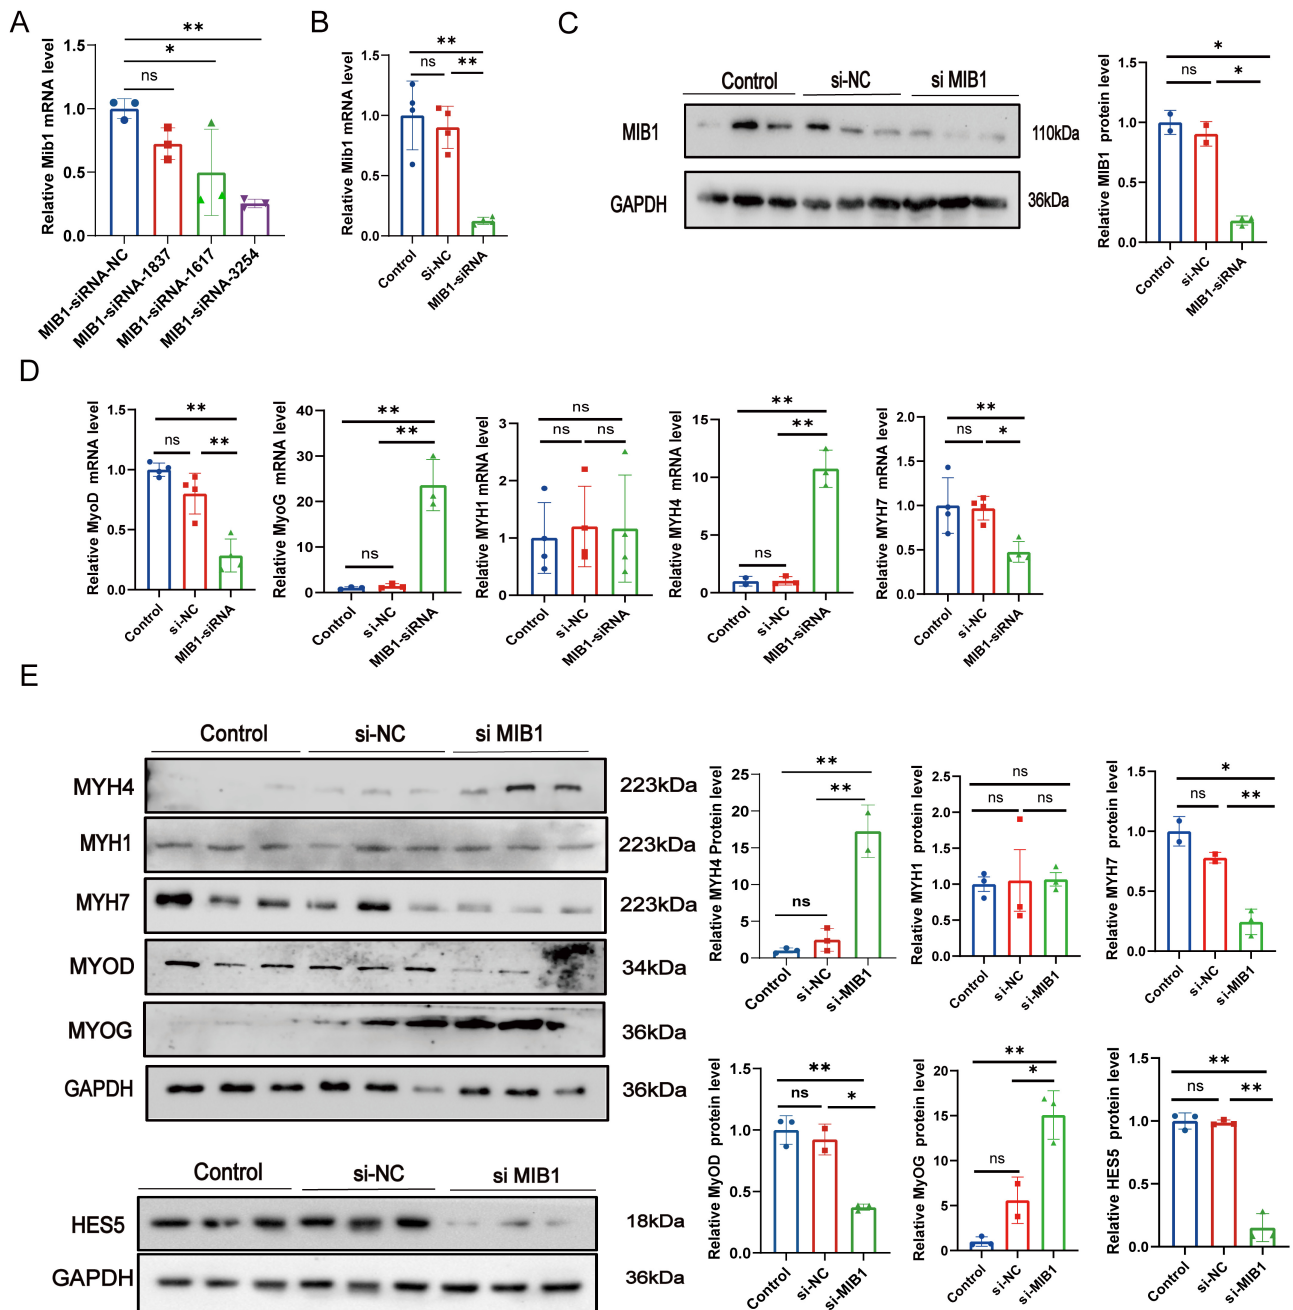 A
Relative Mib1 mRNA level
1.5
1.0
0.5
0.0
**
*
ns
MIB1-siRNA-NC
MIB1-siRNA-1837
MIB1-siRNA-1617
MIB1-siRNA-3254
B
Relative Mib1 mRNA level
1.5
1.0
0.5
0.0
**
ns
**
Control
Si-NC
MIB1-siRNA
C
Control
si-NC
si MIB1
MIB1
110kDa
GAPDH
36kDa
Relative MIB1 protein level
1.5
1.0
0.5
0.0
*
ns
*
Control
si-NC
MIB1-siRNA
D
Relative MyoD mRNA level
1.5
1.0
0.5
0.0
**
ns
**
Control
si-NC
MIB1-siRNA
Relative MyoG mRNA level
40
30
20
10
0
**
**
ns
Control
si-NC
MIB1-siRNA
Relative MYH1 mRNA level
3
2
1
0
ns
ns
ns
Control
si-NC
MIB1-siRNA
Relative MYH4 mRNA level
15
10
5
0
**
**
ns
Control
si-NC
MIB1-siRNA
Relative MYH7 mRNA level
2.0
1.5
1.0
0.5
0.0
**
ns
*
Control
si-NC
MIB1-siRNA
E
Control
si-NC
si MIB1
MYH4
223kDa
MYH1
223kDa
MYH7
223kDa
MYOD
34kDa
MYOG
36kDa
GAPDH
36kDa
Control
si-NC
si MIB1
HES5
18kDa
GAPDH
36kDa
Relative MYH4 Protein level
25
20
15
10
5
0
**
**
ns
Control
si-NC
si-MIB1
Relative MYH1 protein level
2.5
2.0
1.5
1.0
0.5
0.0
ns
ns
ns
Control
si-NC
si-MIB1
Relative MYH7 protein level
1.5
1.0
0.5
0.0
*
ns
**
Control
si-NC
si-MIB1
Relative MyOD protein level
1.5
1.0
0.5
0.0
**
ns
*
Control
si-NC
si-MIB1
Relative MyOG protein level
20
15
10
5
0
**
*
ns
Control
si-NC
si-MIB1
Relative HES5 protein level
1.5
1.0
0.5
0.0
**
ns
**
Control
si-NC
si-MIB1